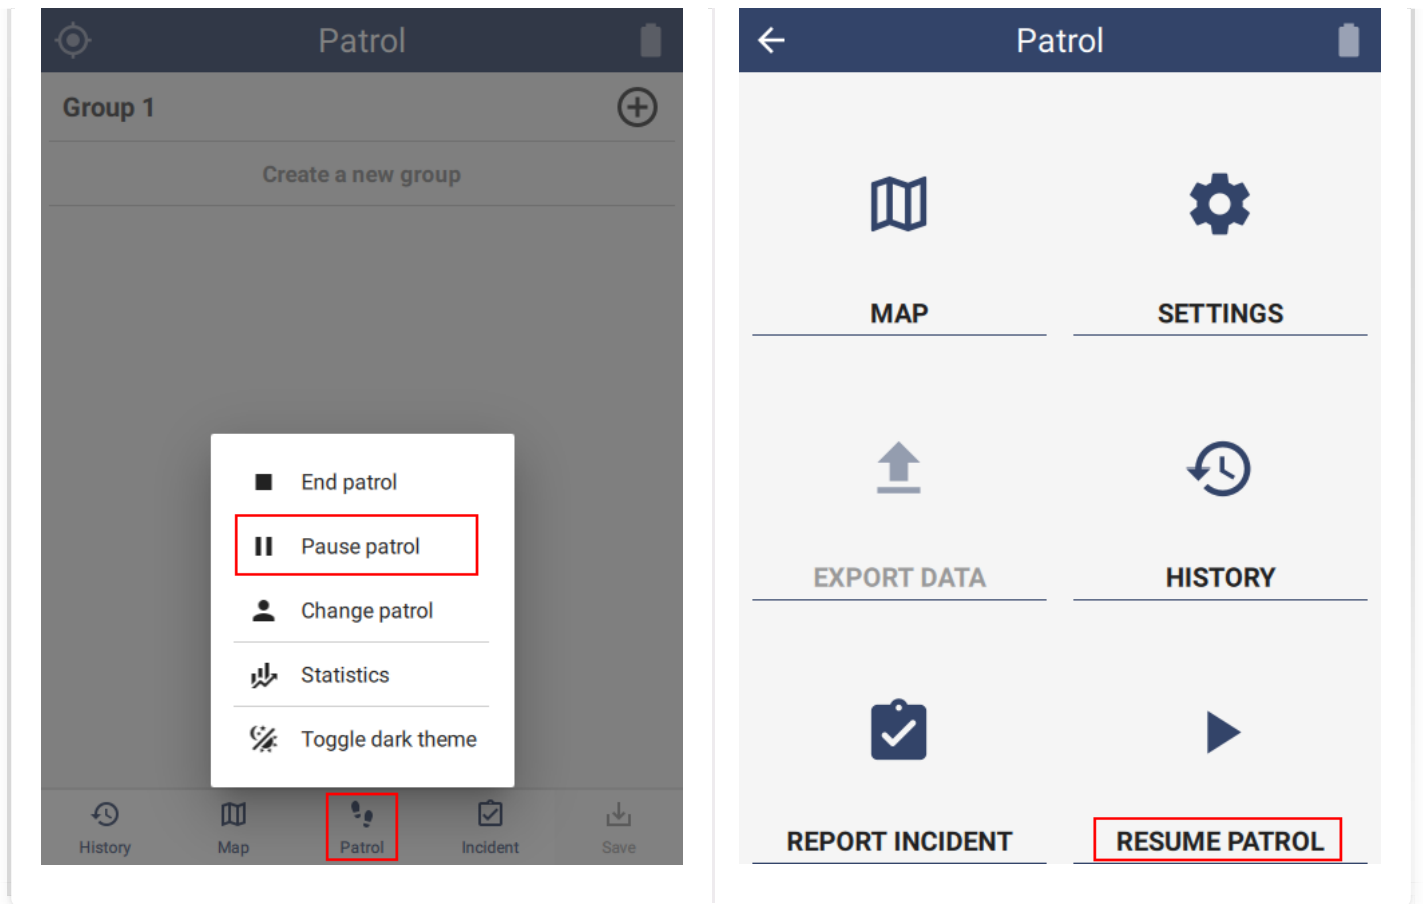 Patrol
Group 1
Create a new group
End patrol
Pause patrol
Change patrol
Statistics
Toggle dark theme
History
Map
Patrol
Incident
Save
Patrol
MAP
SETTINGS
EXPORT DATA
HISTORY
REPORT INCIDENT
RESUME PATROL